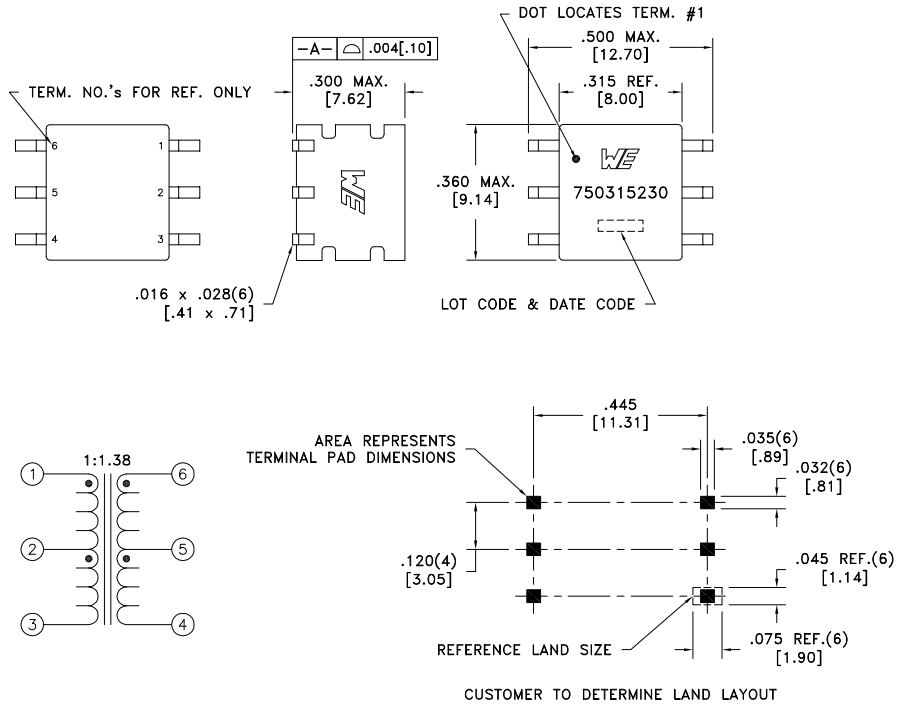 DOT LOCATES TERM. #1
-A- .004[.10]
.500 MAX.
[12.70]
.300 MAX.
[7.62]
.315 REF.
[8.00]
TERM. NO.'s FOR REF. ONLY
6 1
5 2
4 3
WE
WE
750315230
.360 MAX.
[9.14]
.016 x .028(6)
[.41 x .71]
LOT CODE & DATE CODE
.445
[11.31]
AREA REPRESENTS
TERMINAL PAD DIMENSIONS
.035(6)
[.89]
.032(6)
[.81]
1:1.38
1 6
2 5
3 4
.120(4)
[3.05]
.045 REF.(6)
[1.14]
REFERENCE LAND SIZE
.075 REF.(6)
[1.90]
CUSTOMER TO DETERMINE LAND LAYOUT